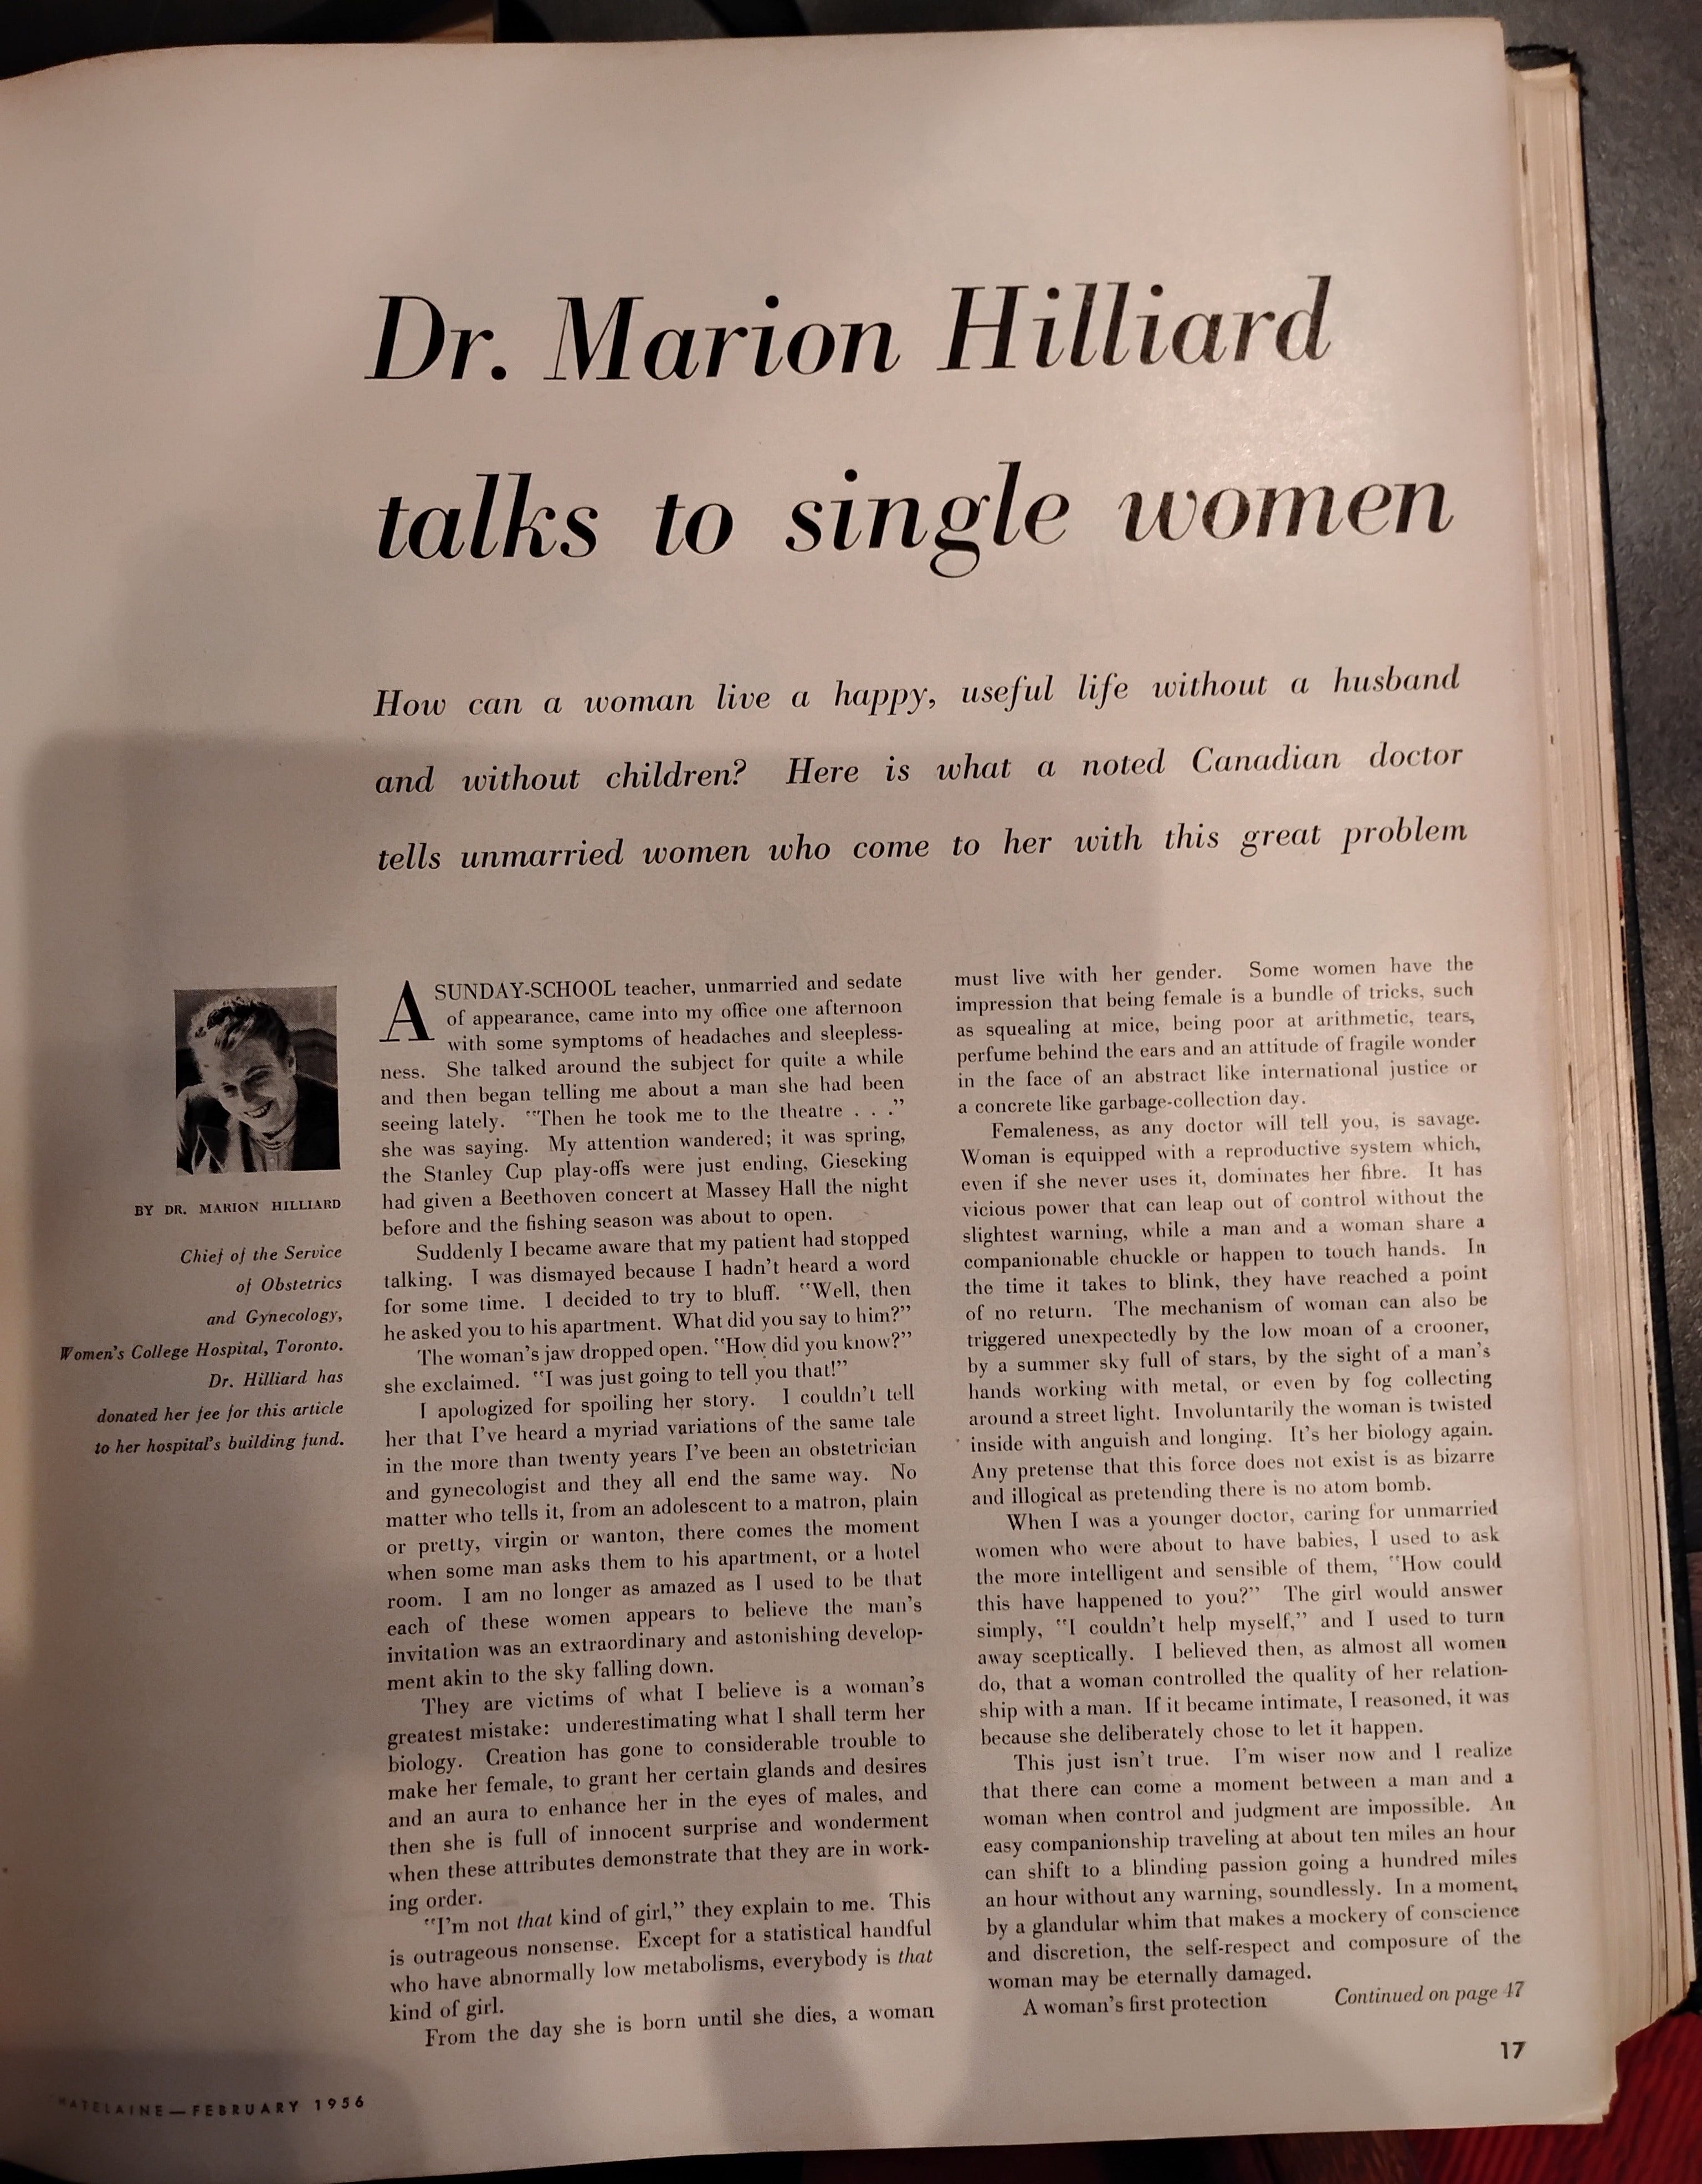 Dr. Marion Hilliard
talks to single women
How can a woman live a happy, useful life without a husband
and without children? Here is what a noted Canadian doctor
tells unmarried women who come to her with this great problem
BY DR. MARION HILLIARD
Chief of the Service
of Obstetrics
and Gynecology,
Women's College Hospital, Toronto.
Dr. Hilliard has
donated her fee for this article
to her hospital's building fund.
A SUNDAY-SCHOOL teacher, unmarried and sedate
of appearance, came into my office one afternoon
with some symptoms of headaches and sleepless-
ness. She talked around the subject for quite a while
and then began telling me about a man she had been
seeing lately. "Then he took me to the theatre . . ."
she was saying. My attention wandered; it was spring,
the Stanley Cup play-offs were just ending, Gieseking
had given a Beethoven concert at Massey Hall the night
before and the fishing season was about to open.
Suddenly I became aware that my patient had stopped
talking. I was dismayed because I hadn't heard a word
for some time. I decided to try to bluff. "Well, then
he asked you to his apartment. What did you say to him?"
The woman's jaw dropped open. "How did you know?"
she exclaimed. "I was just going to tell you that!"
I apologized for spoiling her story. I couldn't tell
her that I've heard a myriad variations of the same tale
in the more than twenty years I've been an obstetrician
and gynecologist and they all end the same way. No
matter who tells it, from an adolescent to a matron, plain
or pretty, virgin or wanton, there comes the moment
when some man asks them to his apartment, or a hotel
room. I am no longer as amazed as I used to be that
each of these women appears to believe the man's
invitation was an extraordinary and astonishing develop-
ment akin to the sky falling down.
They are victims of what I believe is a woman's
greatest mistake: underestimating what I shall term her
biology. Creation has gone to considerable trouble to
make her female, to grant her certain glands and desires
and an aura to enhance her in the eyes of males, and
then she is full of innocent surprise and wonderment
when these attributes demonstrate that they are in work-
ing order.
"I'm not that kind of girl," they explain to me. This
is outrageous nonsense. Except for a statistical handful
who have abnormally low metabolisms, everybody is that
kind of girl.
From the day she is born until she dies, a woman
must live with her gender. Some women have the
impression that being female is a bundle of tricks, such
as squealing at mice, being poor at arithmetic, tears,
perfume behind the ears and an attitude of fragile wonder
in the face of an abstract like international justice or
a concrete like garbage-collection day.
Femaleness, as any doctor will tell you, is savage.
Woman is equipped with a reproductive system which,
even if she never uses it, dominates her fibre. It has
vicious power that can leap out of control without the
slightest warning, while a man and a woman share a
companionable chuckle or happen to touch hands. In
the time it takes to blink, they have reached a point
of no return. The mechanism of woman can also be
triggered unexpectedly by the low moan of a crooner,
by a summer sky full of stars, by the sight of a man's
hands working with metal, or even by fog collecting
around a street light. Involuntarily the woman is twisted
inside with anguish and longing. It's her biology again.
Any pretense that this force does not exist is as bizarre
and illogical as pretending there is no atom bomb.
When I was a younger doctor, caring for unmarried
women who were about to have babies, I used to ask
the more intelligent and sensible of them, "How could
this have happened to you?" The girl would answer
simply, "I couldn't help myself," and I used to turn
away sceptically. I believed then, as almost all women
do, that a woman controlled the quality of her relation-
ship with a man. If it became intimate, I reasoned, it was
because she deliberately chose to let it happen.
This just isn't true. I'm wiser now and I realize
that there can come a moment between a man and a
woman when control and judgment are impossible. An
easy companionship traveling at about ten miles an hour
can shift to a blinding passion going a hundred miles
an hour without any warning, soundlessly. In a moment,
by a glandular whim that makes a mockery of conscience
and discretion, the self-respect and composure of the
woman may be eternally damaged.
A woman's first protection Continued on page 47
17
HATELAINE—FEBRUARY 1956